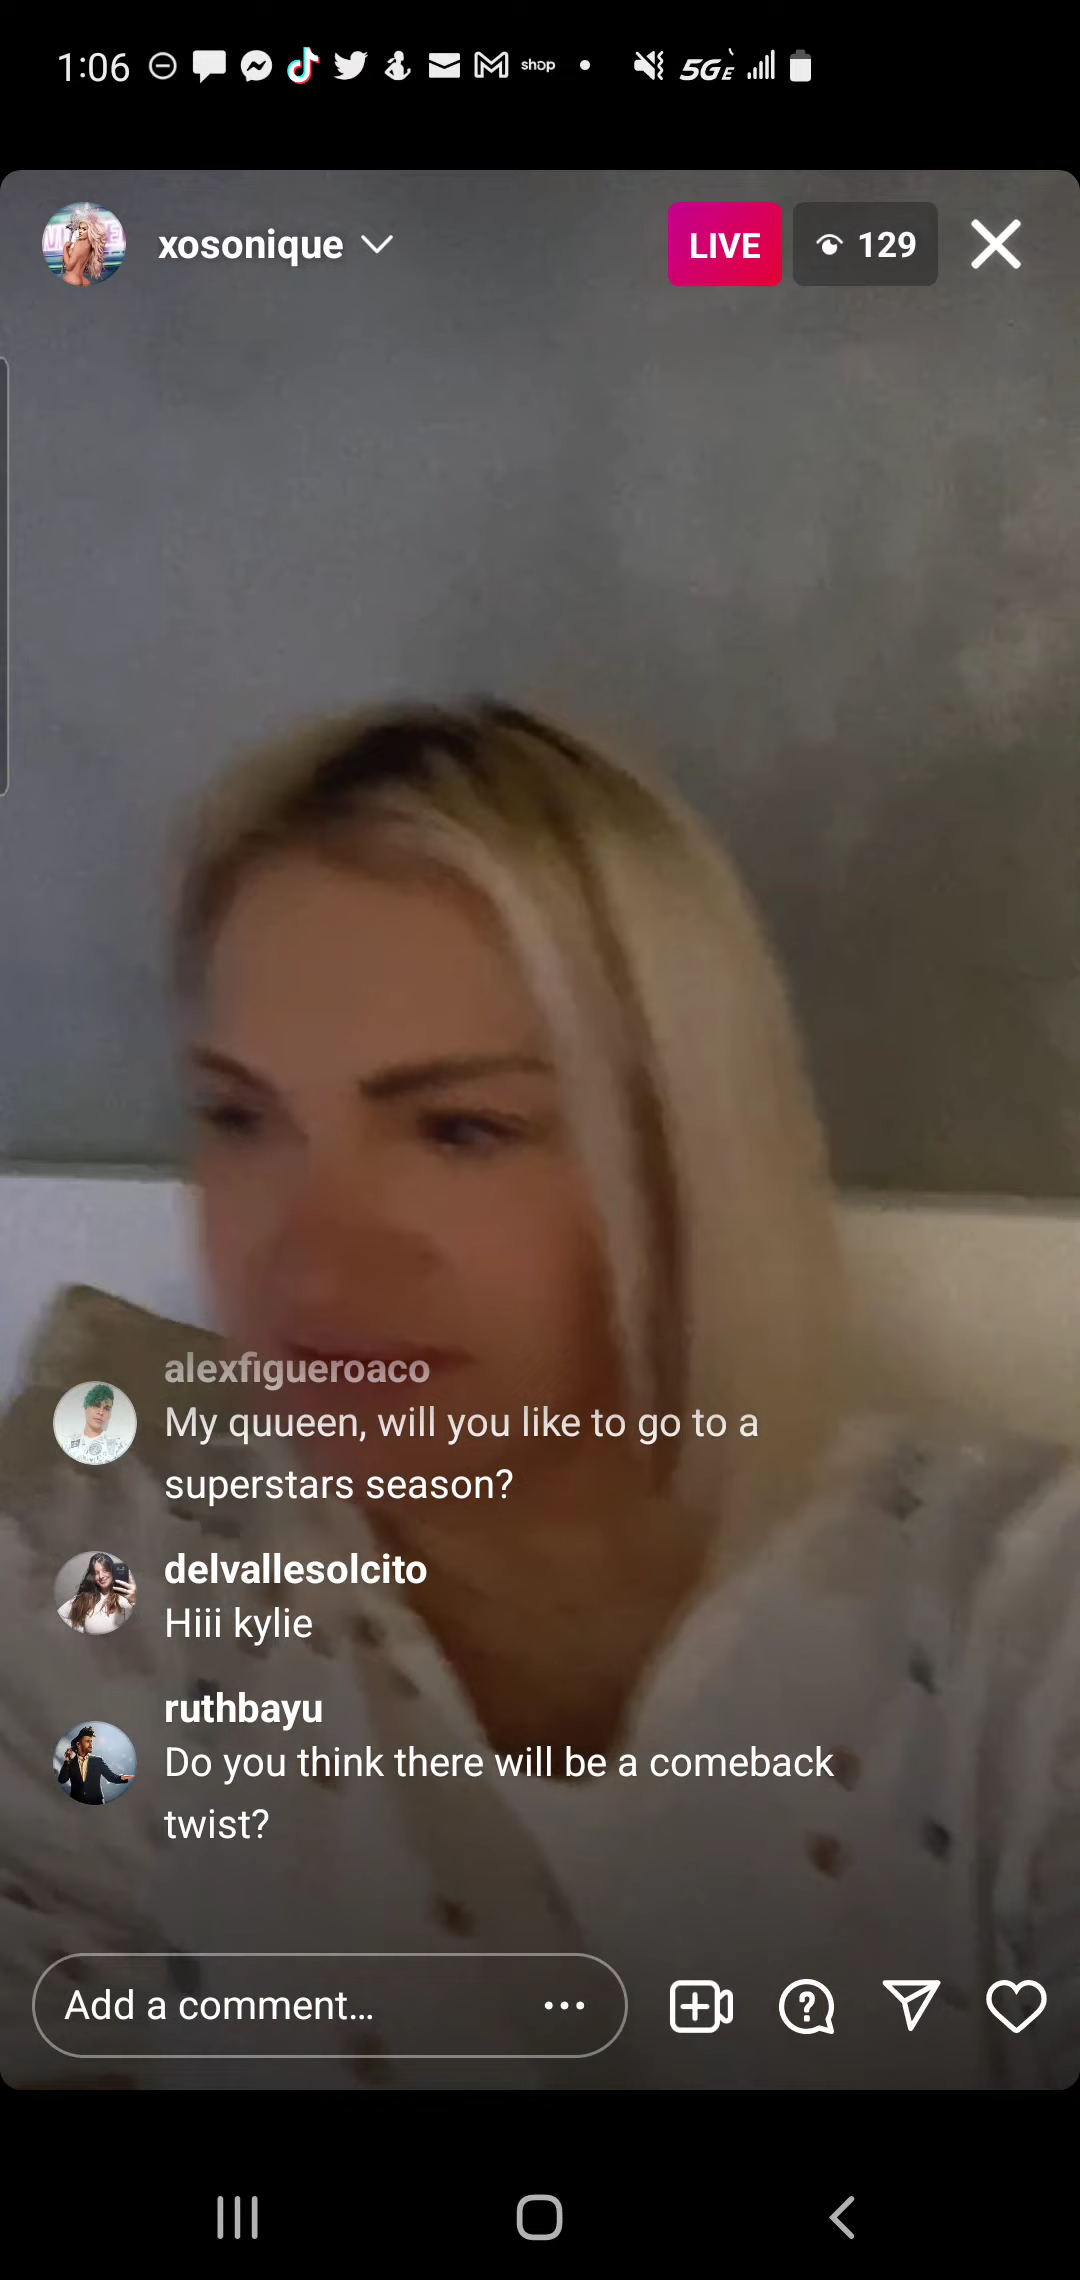 1:06 shop 5GE
xosonique LIVE 129
alexfigueroaco
My quueen, will you like to go to a
superstars season?
delvallesolcito
Hiii kylie
ruthbayu
Do you think there will be a comeback
twist?
Add a comment...